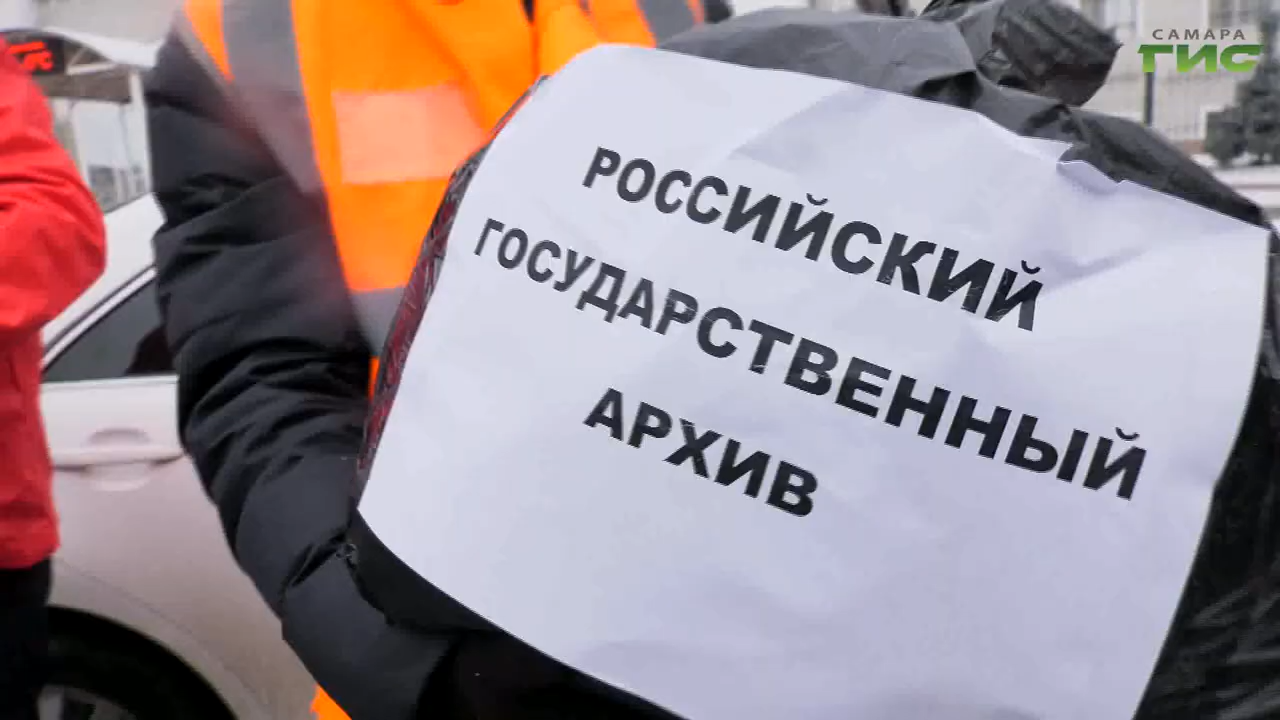 САМАРА
ГИС
РОССИЙСКИЙ
ГОСУДАРСТВЕННЫЙ
АРХИВ